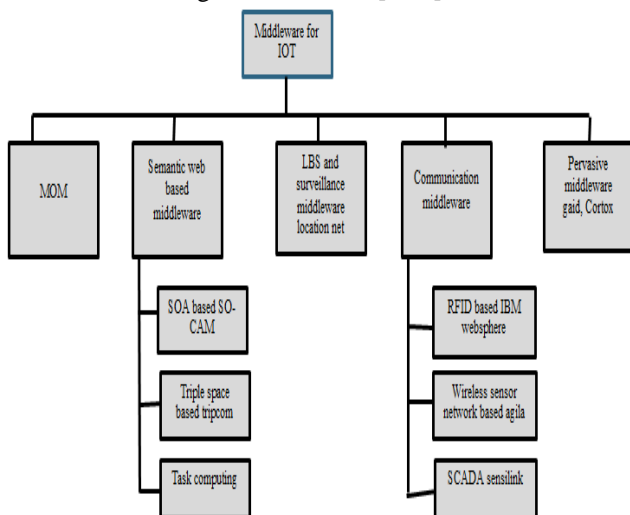 Middleware for
IOT
MOM
Semantic web
based
middleware
LBS and
surveillance
middleware
location net
Communication
middleware
Pervasive
middleware
gaid, Cortox
SOA based SO-
CAM
Triple space
based tripcom
Task computing
RFID based IBM
websphere
Wireless sensor
network based agila
SCADA sensilink